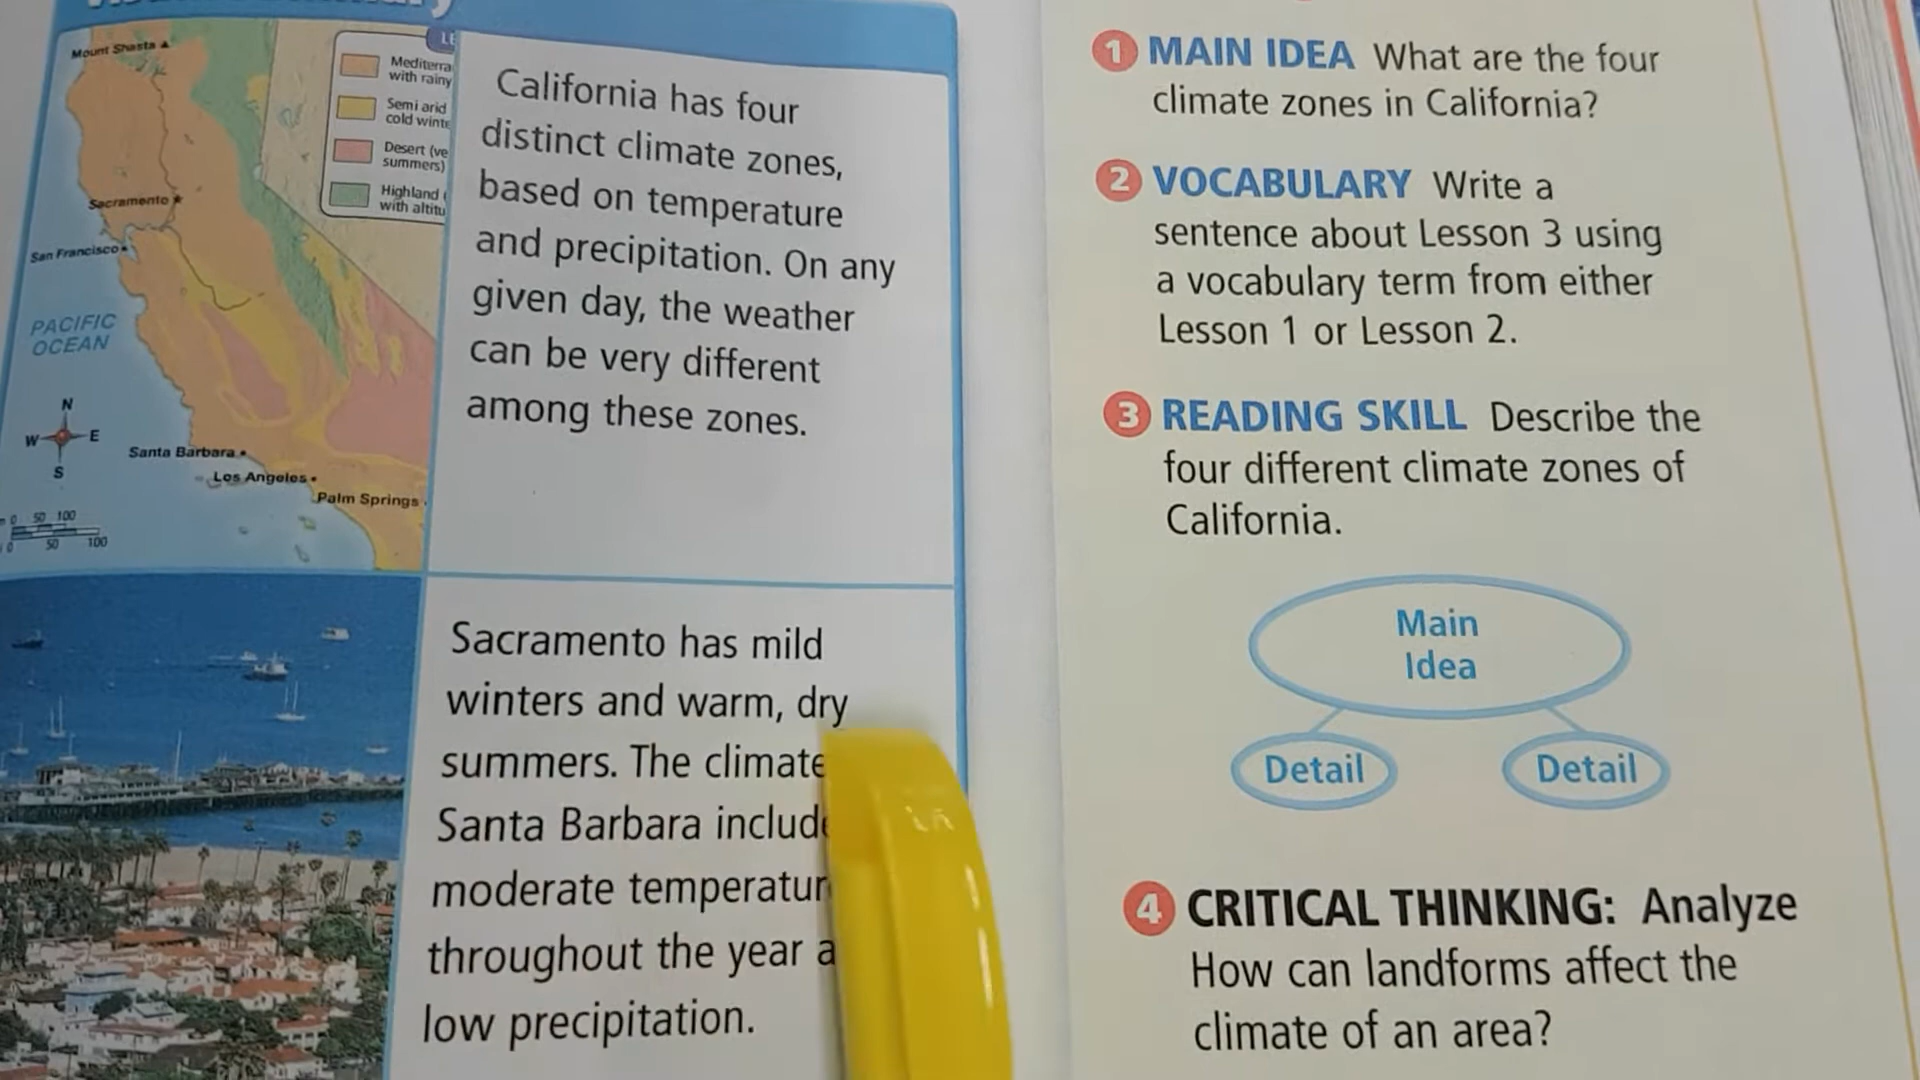 Mount Shasta
Mediterra
with rainy
Semi arid
cold winte
Desert (ve
summers)
Highland
with altitu
Sacramento
San Francisco
PACIFIC
OCEAN
N
W E
S
Santa Barbara
Los Angeles
Palm Springs
0 50 100
0 50 100
California has four
distinct climate zones,
based on temperature
and precipitation. On any
given day, the weather
can be very different
among these zones.
Sacramento has mild
winters and warm, dry
summers. The climate
Santa Barbara includ
moderate temperatur
throughout the year a
low precipitation.
1 MAIN IDEA What are the four
climate zones in California?
2 VOCABULARY Write a
sentence about Lesson 3 using
a vocabulary term from either
Lesson 1 or Lesson 2.
3 READING SKILL Describe the
four different climate zones of
California.
Main
Idea
Detail Detail
4 CRITICAL THINKING: Analyze
How can landforms affect the
climate of an area?